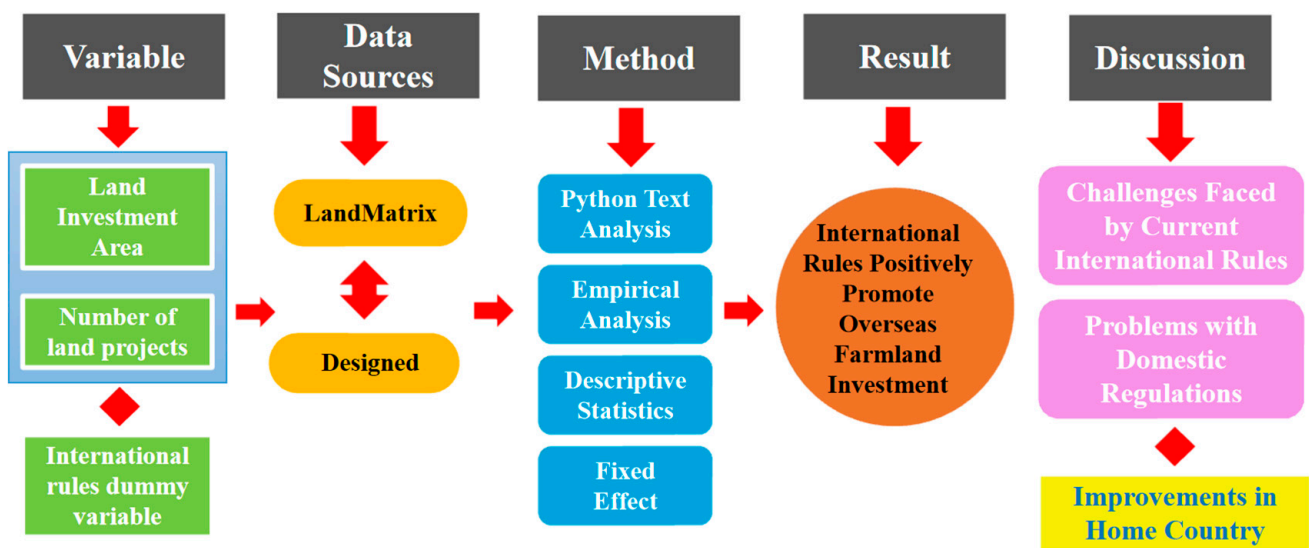 Variable
Land
Investment
Area
Number of
land projects
International
rules dummy
variable
Data
Sources
LandMatrix
Designed
Method
Python Text
Analysis
Empirical
Analysis
Descriptive
Statistics
Fixed
Effect
Result
International
Rules Positively
Promote
Overseas
Farmland
Investment
Discussion
Challenges Faced
by Current
International Rules
Problems with
Domestic
Regulations
Improvements in
Home Country